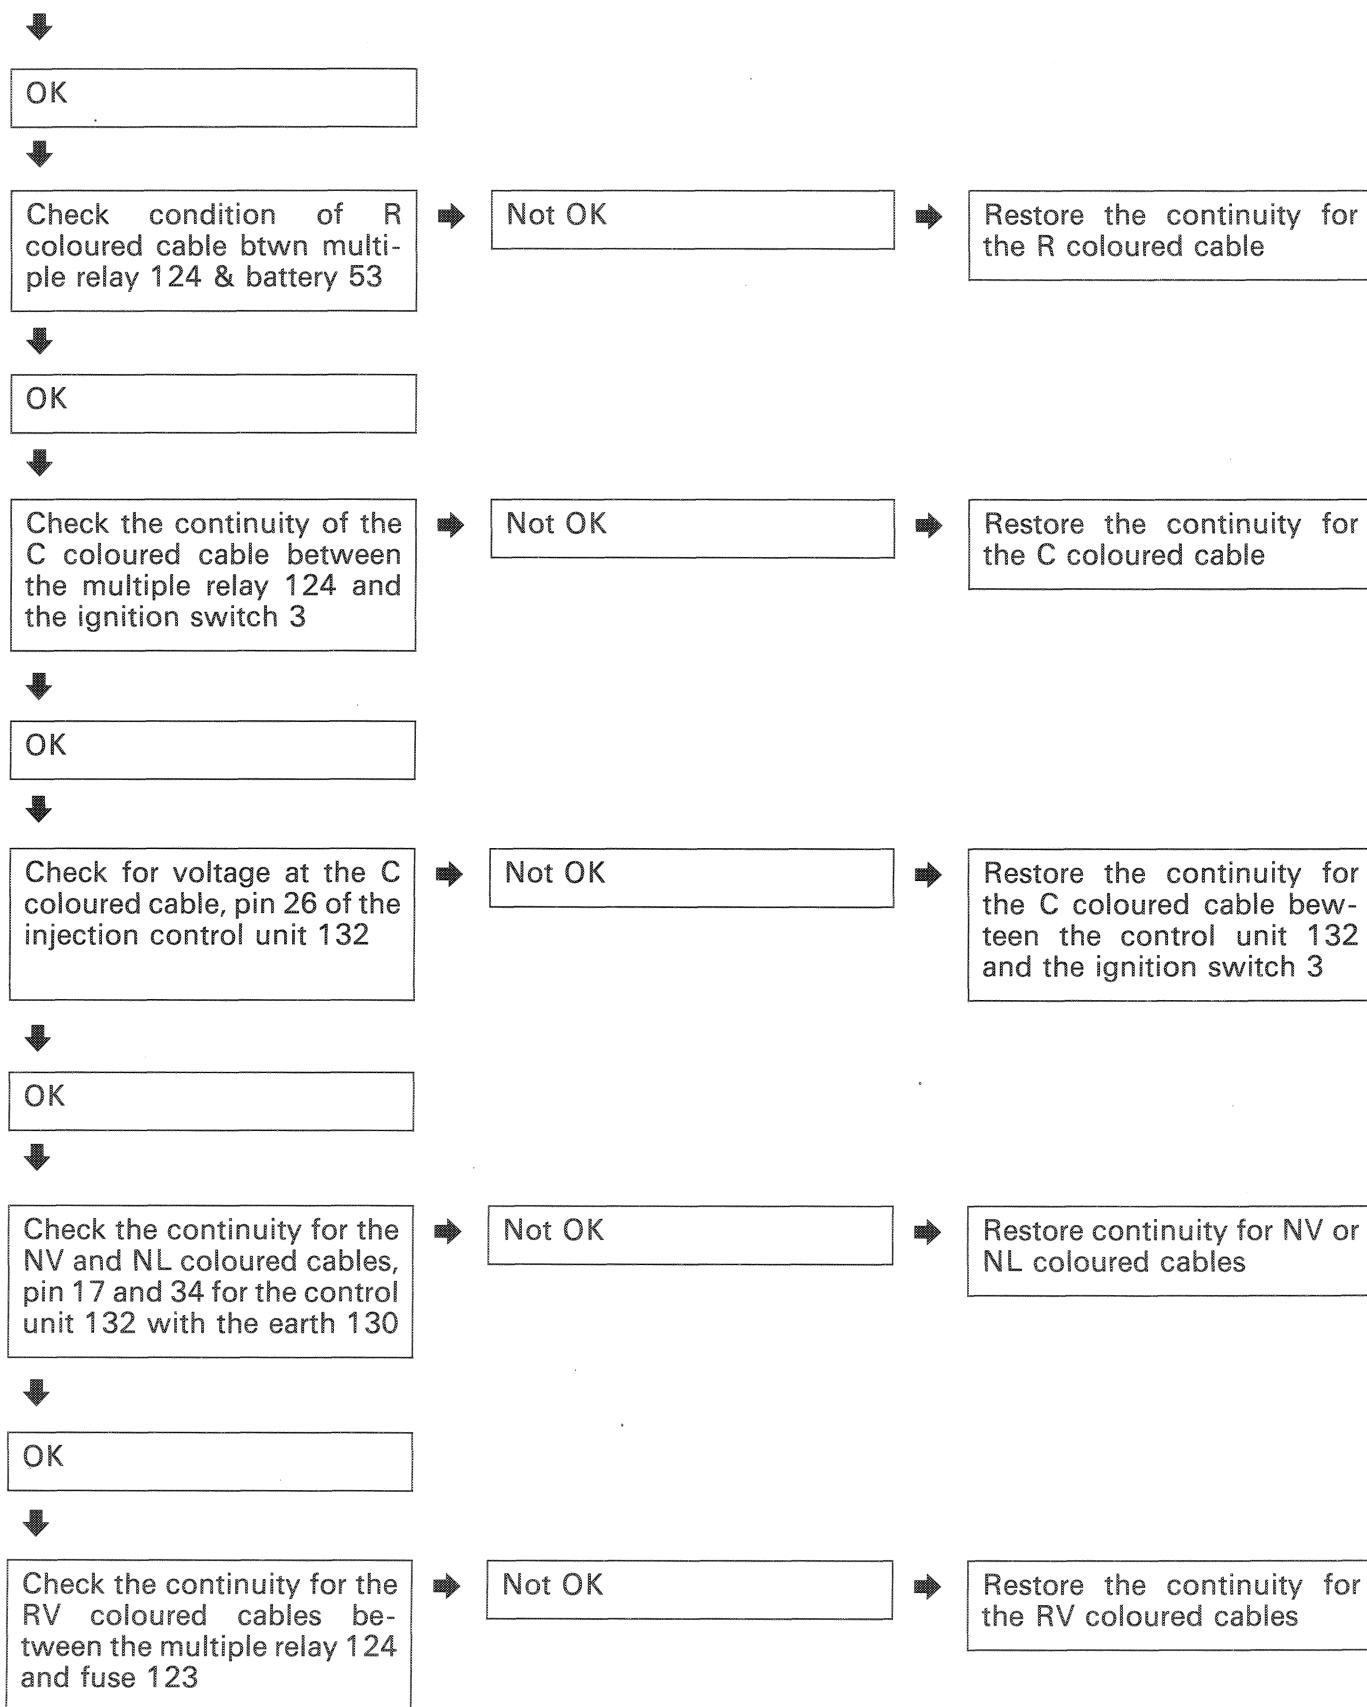 OK
Check condition of R
coloured cable btwn multi-
ple relay 124 & battery 53
Not OK
Restore the continuity for
the R coloured cable
OK
Check the continuity of the
C coloured cable between
the multiple relay 124 and
the ignition switch 3
Not OK
Restore the continuity for
the C coloured cable
OK
Check for voltage at the C
coloured cable, pin 26 of the
injection control unit 132
Not OK
Restore the continuity for
the C coloured cable bew-
teen the control unit 132
and the ignition switch 3
OK
Check the continuity for the
NV and NL coloured cables,
pin 17 and 34 for the control
unit 132 with the earth 130
Not OK
Restore continuity for NV or
NL coloured cables
OK
Check the continuity for the
RV coloured cables be-
tween the multiple relay 124
and fuse 123
Not OK
Restore the continuity for
the RV coloured cables